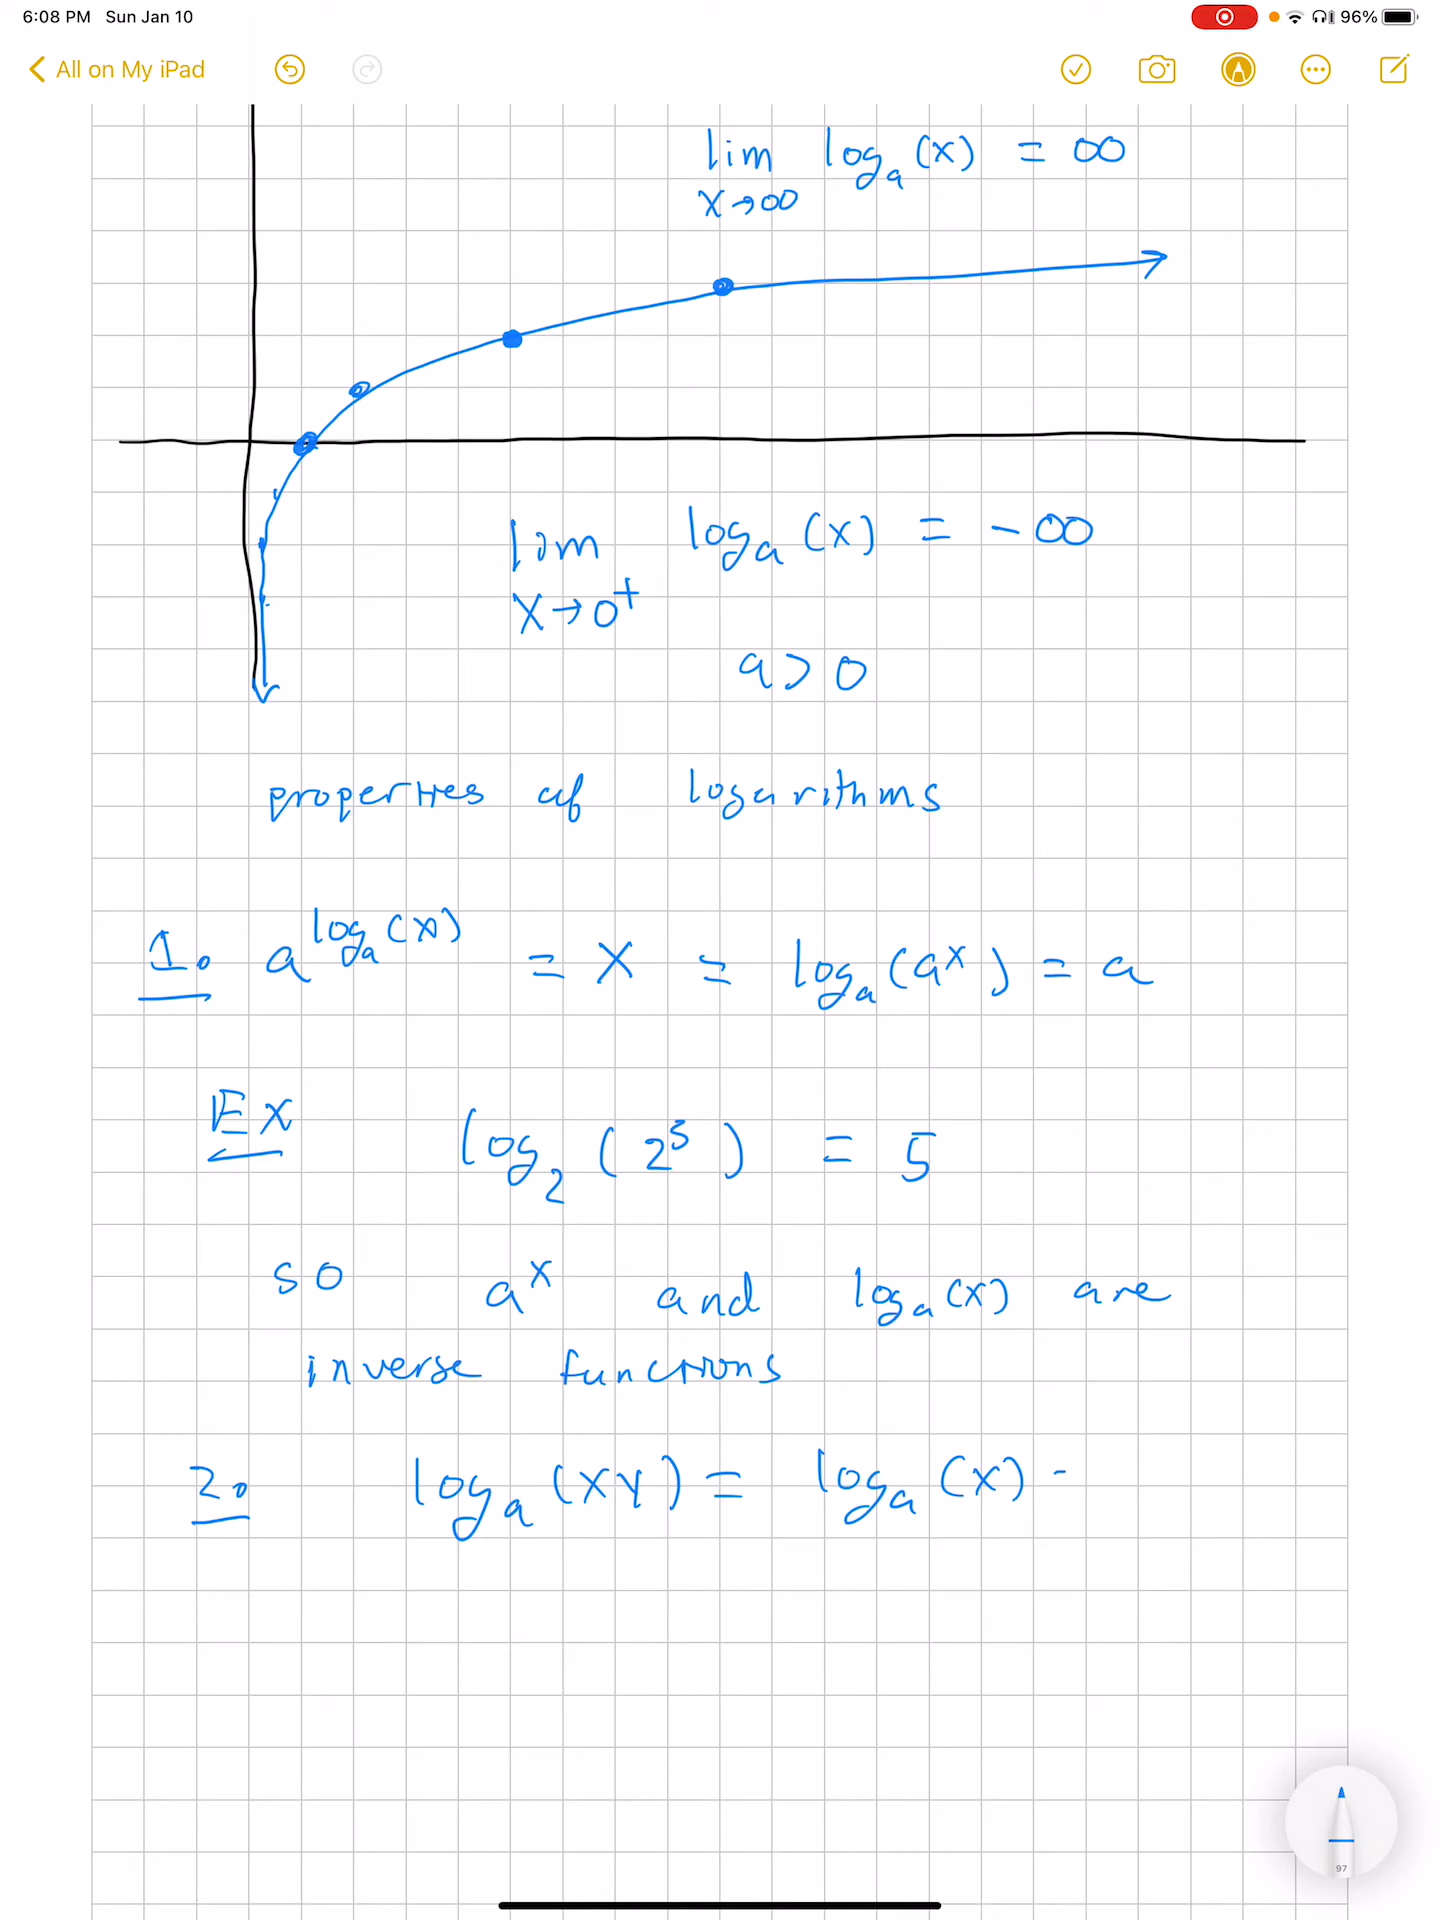 6:08 PM Sun Jan 10 96%
All on My iPad
lim log_a (x) = ∞
x→∞
lim log_a (x) = -∞
x→0⁺
a > 0
properties of logarithms
1. a^{log_a (x)} = x = log_a (a^x) = a
Ex log_2 (2^5) = 5
so a^x and log_a (x) are
inverse functions
2. log_a (xy) = log_a (x) -
97